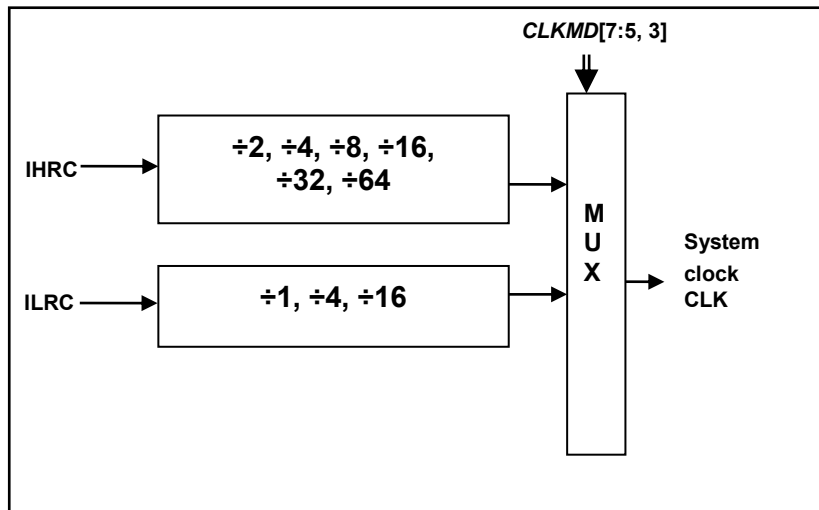 CLKMD[7:5, 3]
IHRC
÷2, ÷4, ÷8, ÷16,
÷32, ÷64
ILRC
÷1, ÷4, ÷16
M
U
X
System
clock
CLK